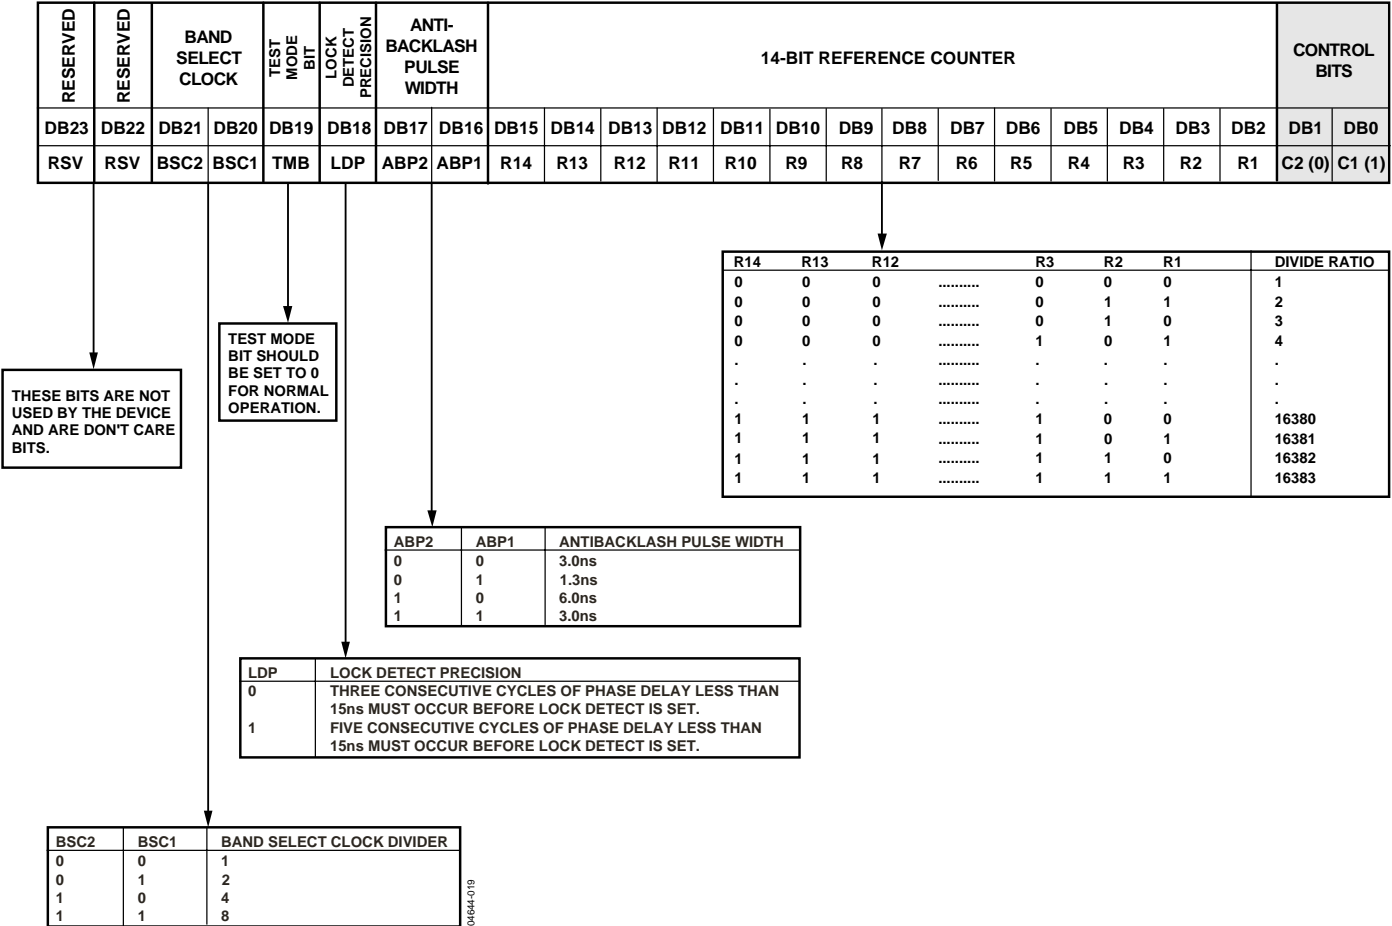 RESERVED
RESERVED
BAND
SELECT
CLOCK
TEST
MODE
BIT
LOCK
DETECT
PRECISION
ANTI-
BACKLASH
PULSE
WIDTH
14-BIT REFERENCE COUNTER
CONTROL
BITS
DB23 DB22 DB21 DB20 DB19 DB18 DB17 DB16 DB15 DB14 DB13 DB12 DB11 DB10 DB9 DB8 DB7 DB6 DB5 DB4 DB3 DB2 DB1 DB0
RSV RSV BSC2 BSC1 TMB LDP ABP2 ABP1 R14 R13 R12 R11 R10 R9 R8 R7 R6 R5 R4 R3 R2 R1 C2 (0) C1 (1)
R14 R13 R12 R3 R2 R1 DIVIDE RATIO
0 0 0 .......... 0 0 0 1
0 0 0 .......... 0 1 1 2
0 0 0 .......... 0 1 0 3
0 0 0 .......... 1 0 1 4
. . . .......... . . . .
. . . .......... . . . .
. . . .......... . . . .
1 1 1 .......... 1 0 0 16380
1 1 1 .......... 1 0 1 16381
1 1 1 .......... 1 1 0 16382
1 1 1 .......... 1 1 1 16383
TEST MODE
BIT SHOULD
BE SET TO 0
FOR NORMAL
OPERATION.
THESE BITS ARE NOT
USED BY THE DEVICE
AND ARE DON'T CARE
BITS.
ABP2 ABP1 ANTIBACKLASH PULSE WIDTH
0 0 3.0ns
0 1 1.3ns
1 0 6.0ns
1 1 3.0ns
LDP LOCK DETECT PRECISION
0 THREE CONSECUTIVE CYCLES OF PHASE DELAY LESS THAN
15ns MUST OCCUR BEFORE LOCK DETECT IS SET.
1 FIVE CONSECUTIVE CYCLES OF PHASE DELAY LESS THAN
15ns MUST OCCUR BEFORE LOCK DETECT IS SET.
BSC2 BSC1 BAND SELECT CLOCK DIVIDER
0 0 1
0 1 2
1 0 4
1 1 8
04644-019